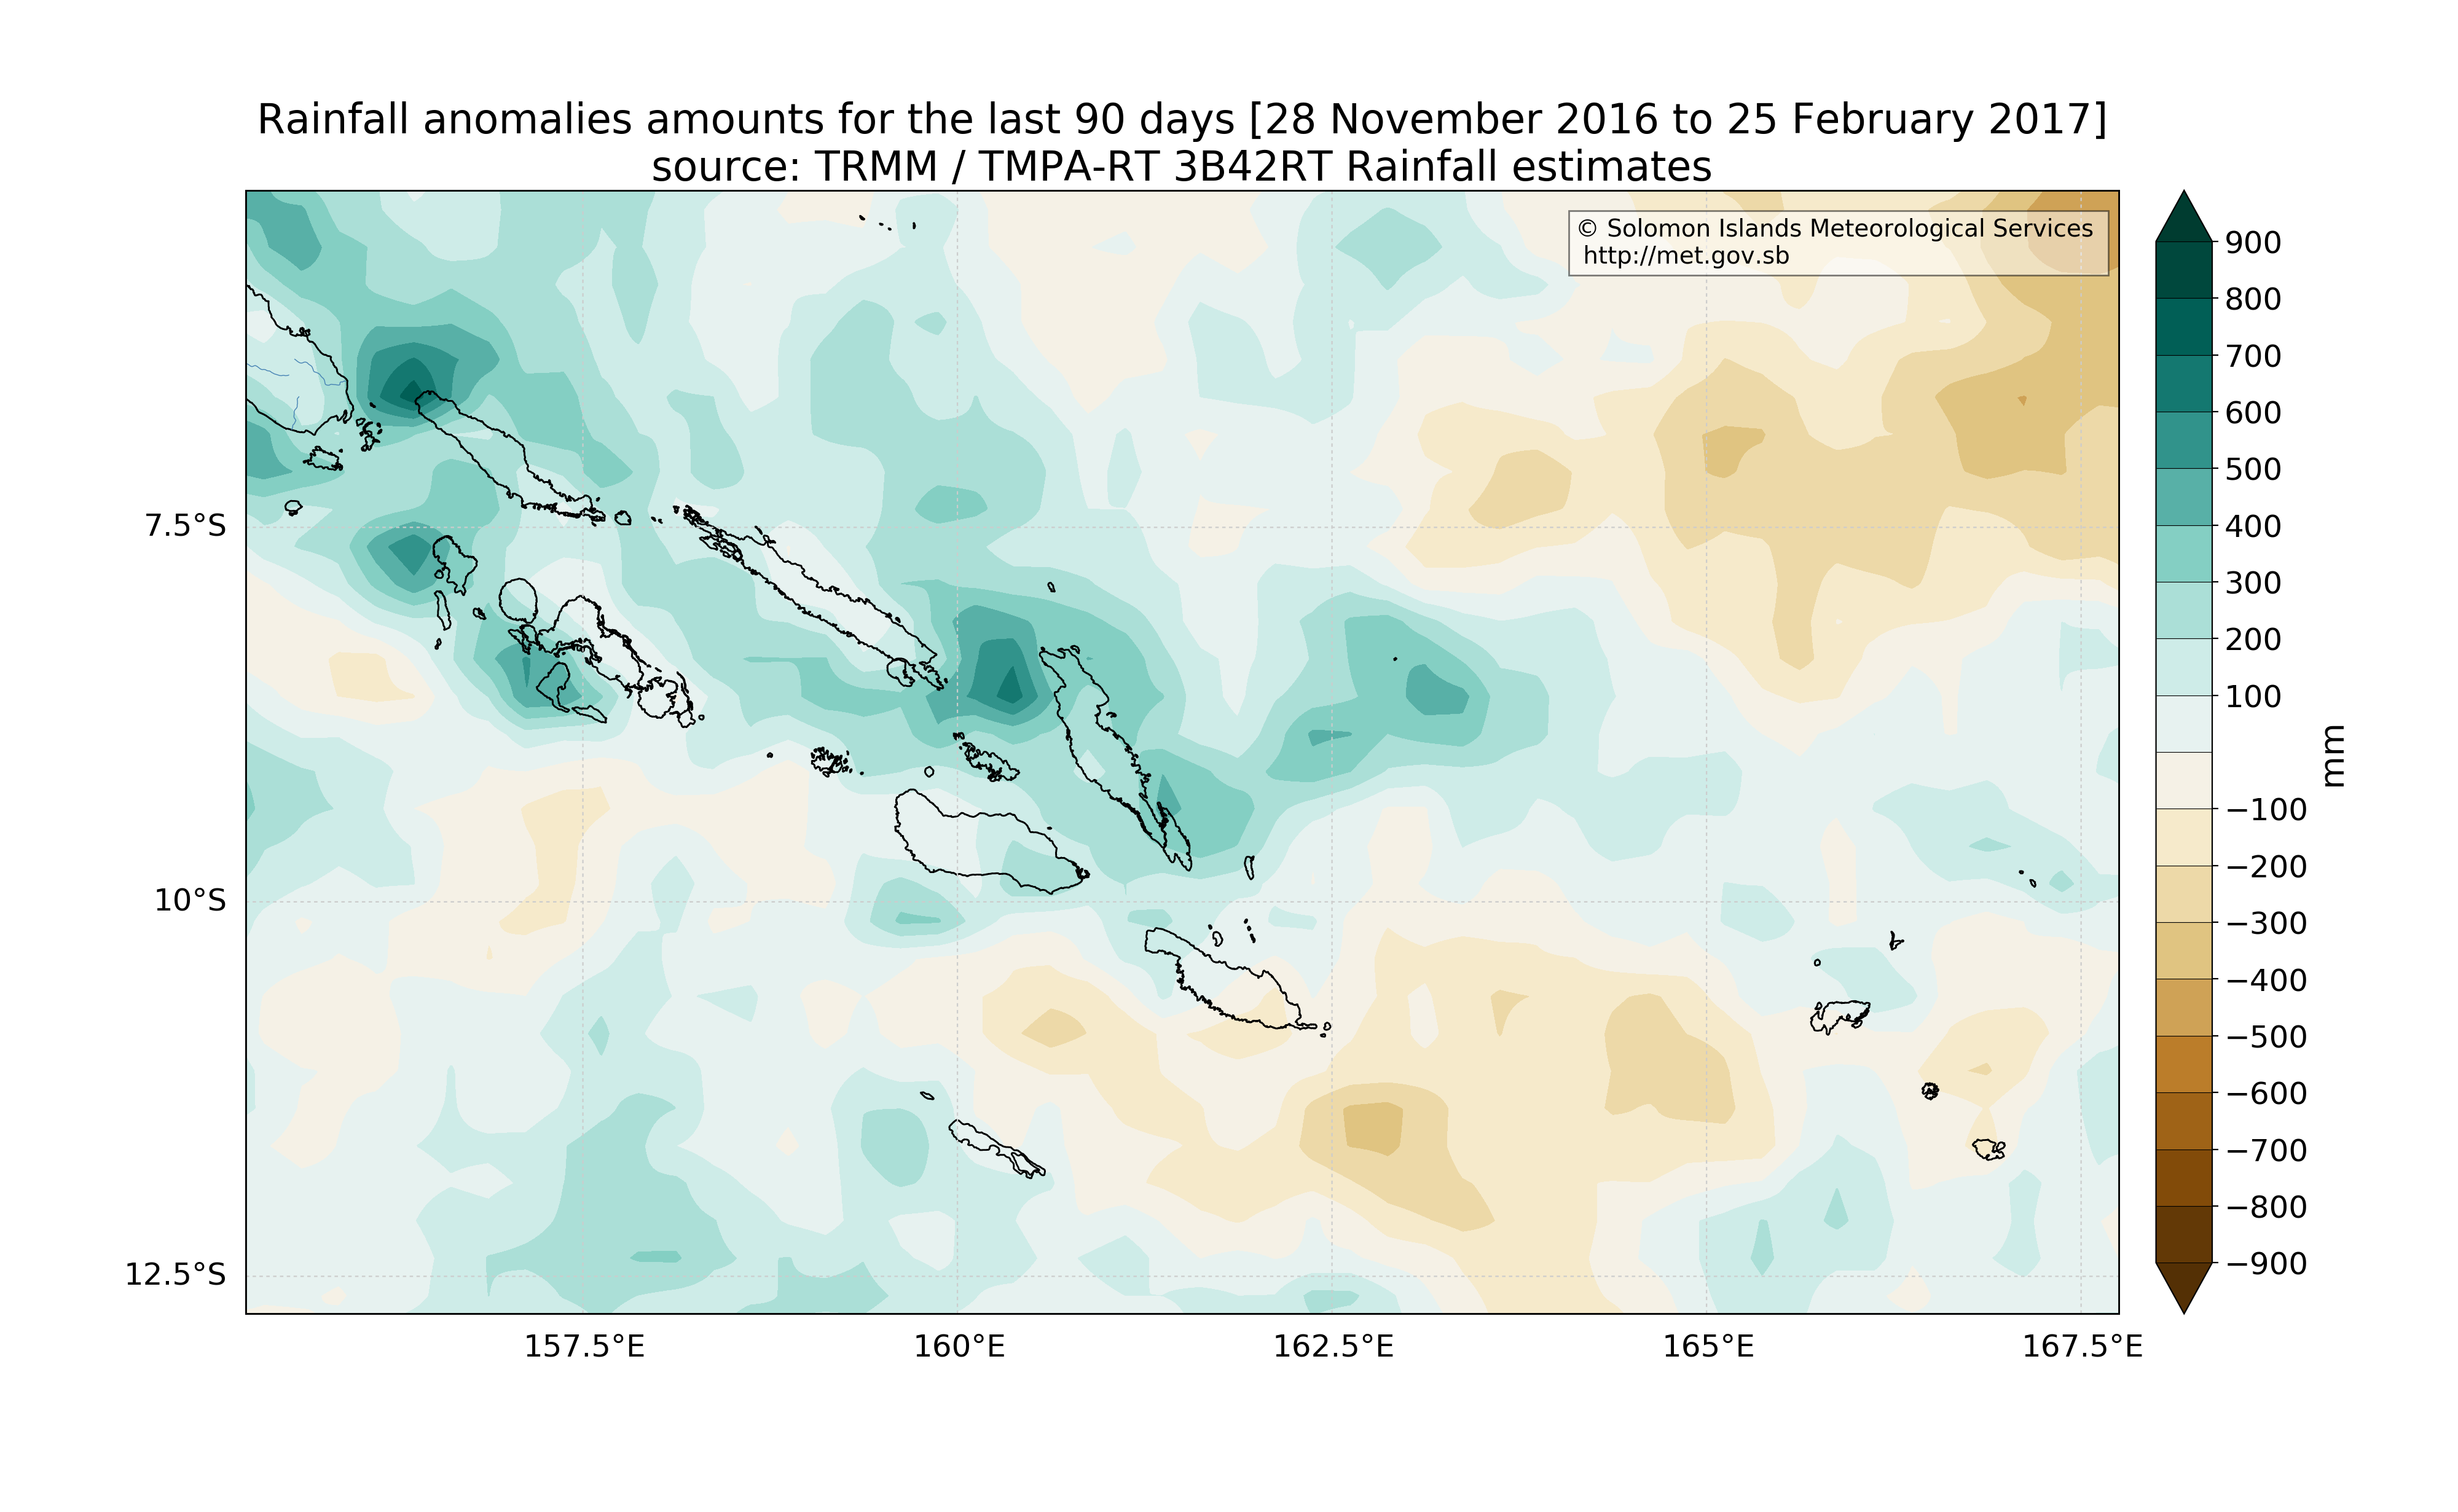 Rainfall anomalies amounts for the last 90 days [28 November 2016 to 25 February 2017]
source: TRMM / TMPA-RT 3B42RT Rainfall estimates
© Solomon Islands Meteorological Services
http://met.gov.sb
7.5°S
10°S
12.5°S
157.5°E
160°E
162.5°E
165°E
167.5°E
900
800
700
600
500
400
300
200
100
−100
−200
−300
−400
−500
−600
−700
−800
−900
mm